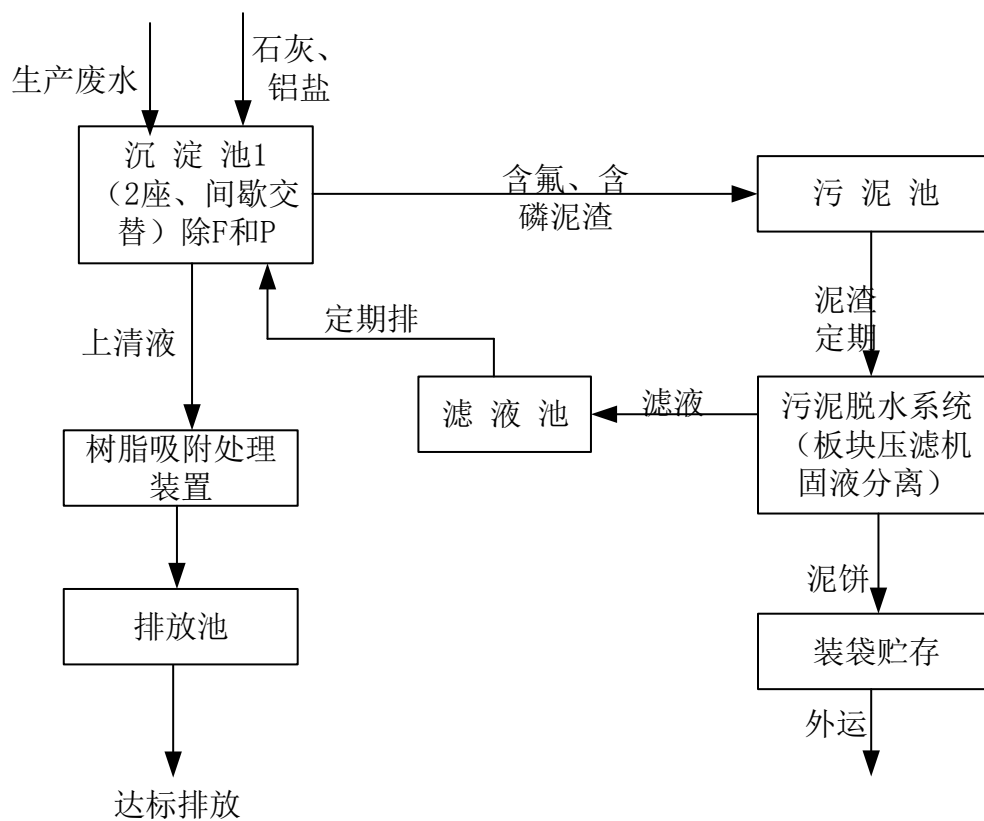 石灰、
铝盐
生产废水
沉 淀 池1
（2座、间歇交
替）除F和P
含氟、含
磷泥渣
污 泥 池
泥渣
定期
定期排
上清液
滤 液 池
滤液
污泥脱水系统
（板块压滤机
固液分离）
树脂吸附处理
装置
泥饼
排放池
装袋贮存
外运
达标排放